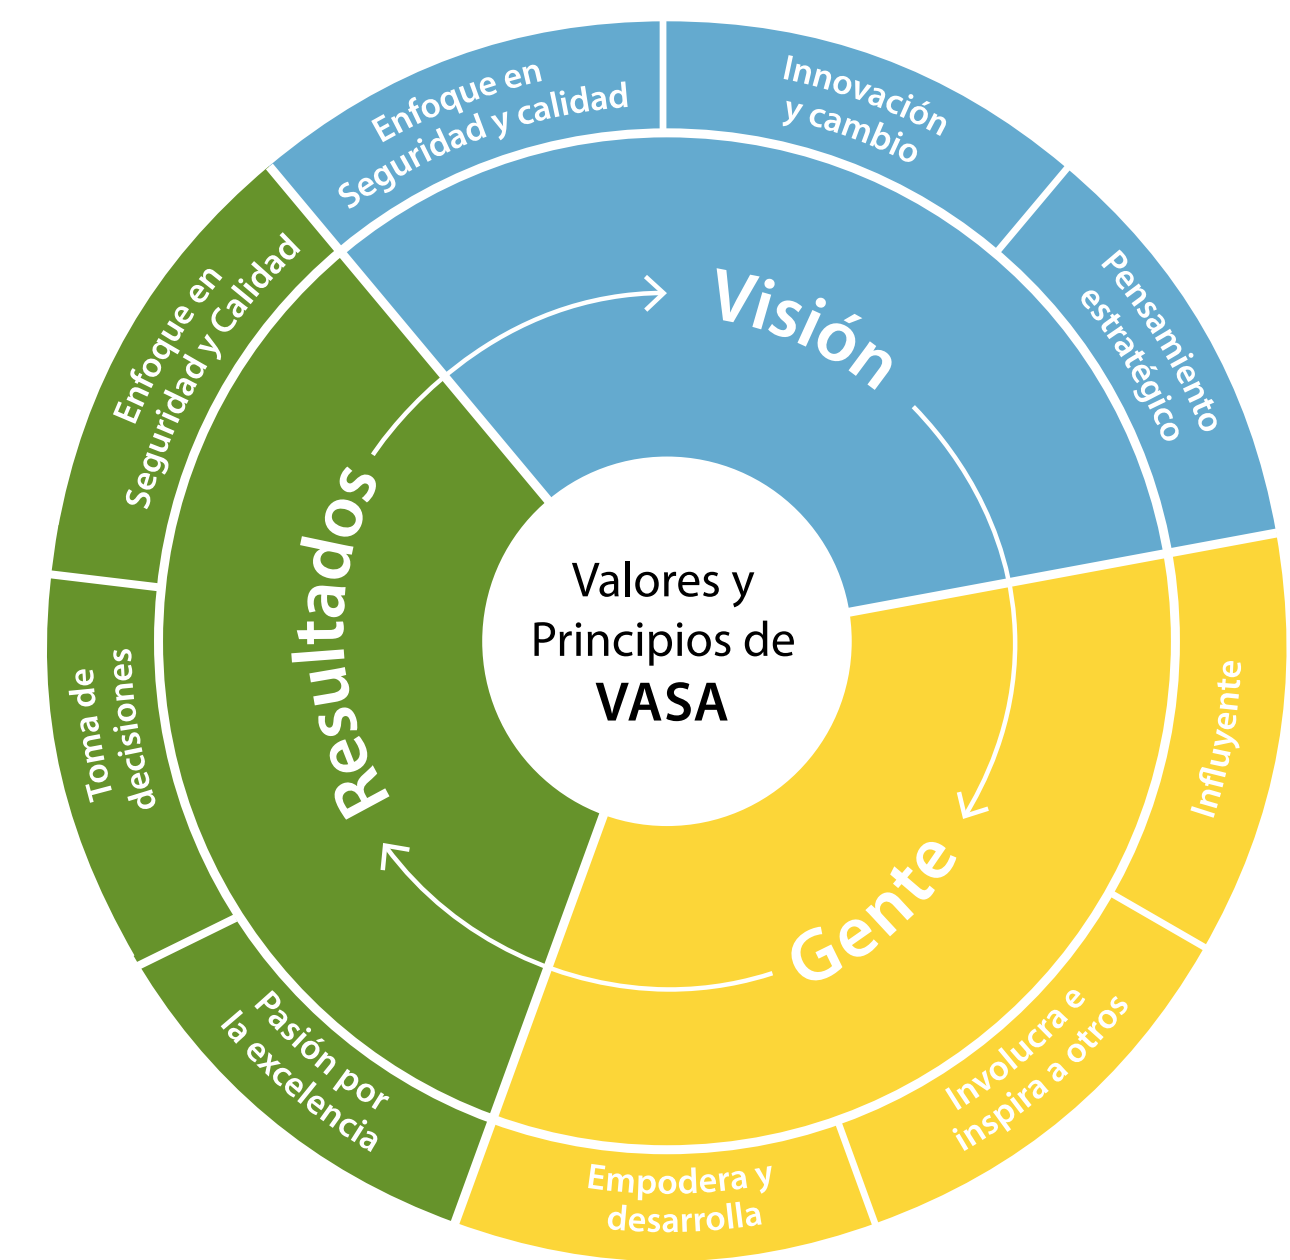 Enfoque en
Seguridad y calidad
Innovación
y cambio
Pensamiento
estratégico
Visión
Influyente
Involucra e
inspira a otros
Empodera y
desarrolla
Gente
Pasión por
la excelencia
Toma de
decisiones
Enfoque en
Seguridad y Calidad
Resultados
Valores y
Principios de
VASA